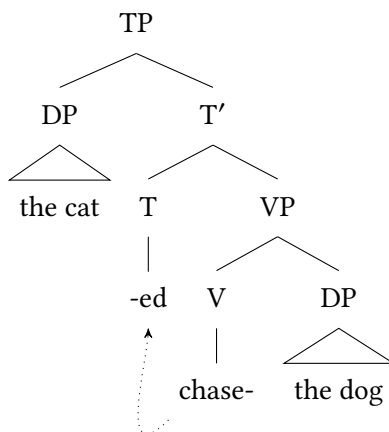 TP
DP T′
the cat T VP
-ed V DP
chase- the dog